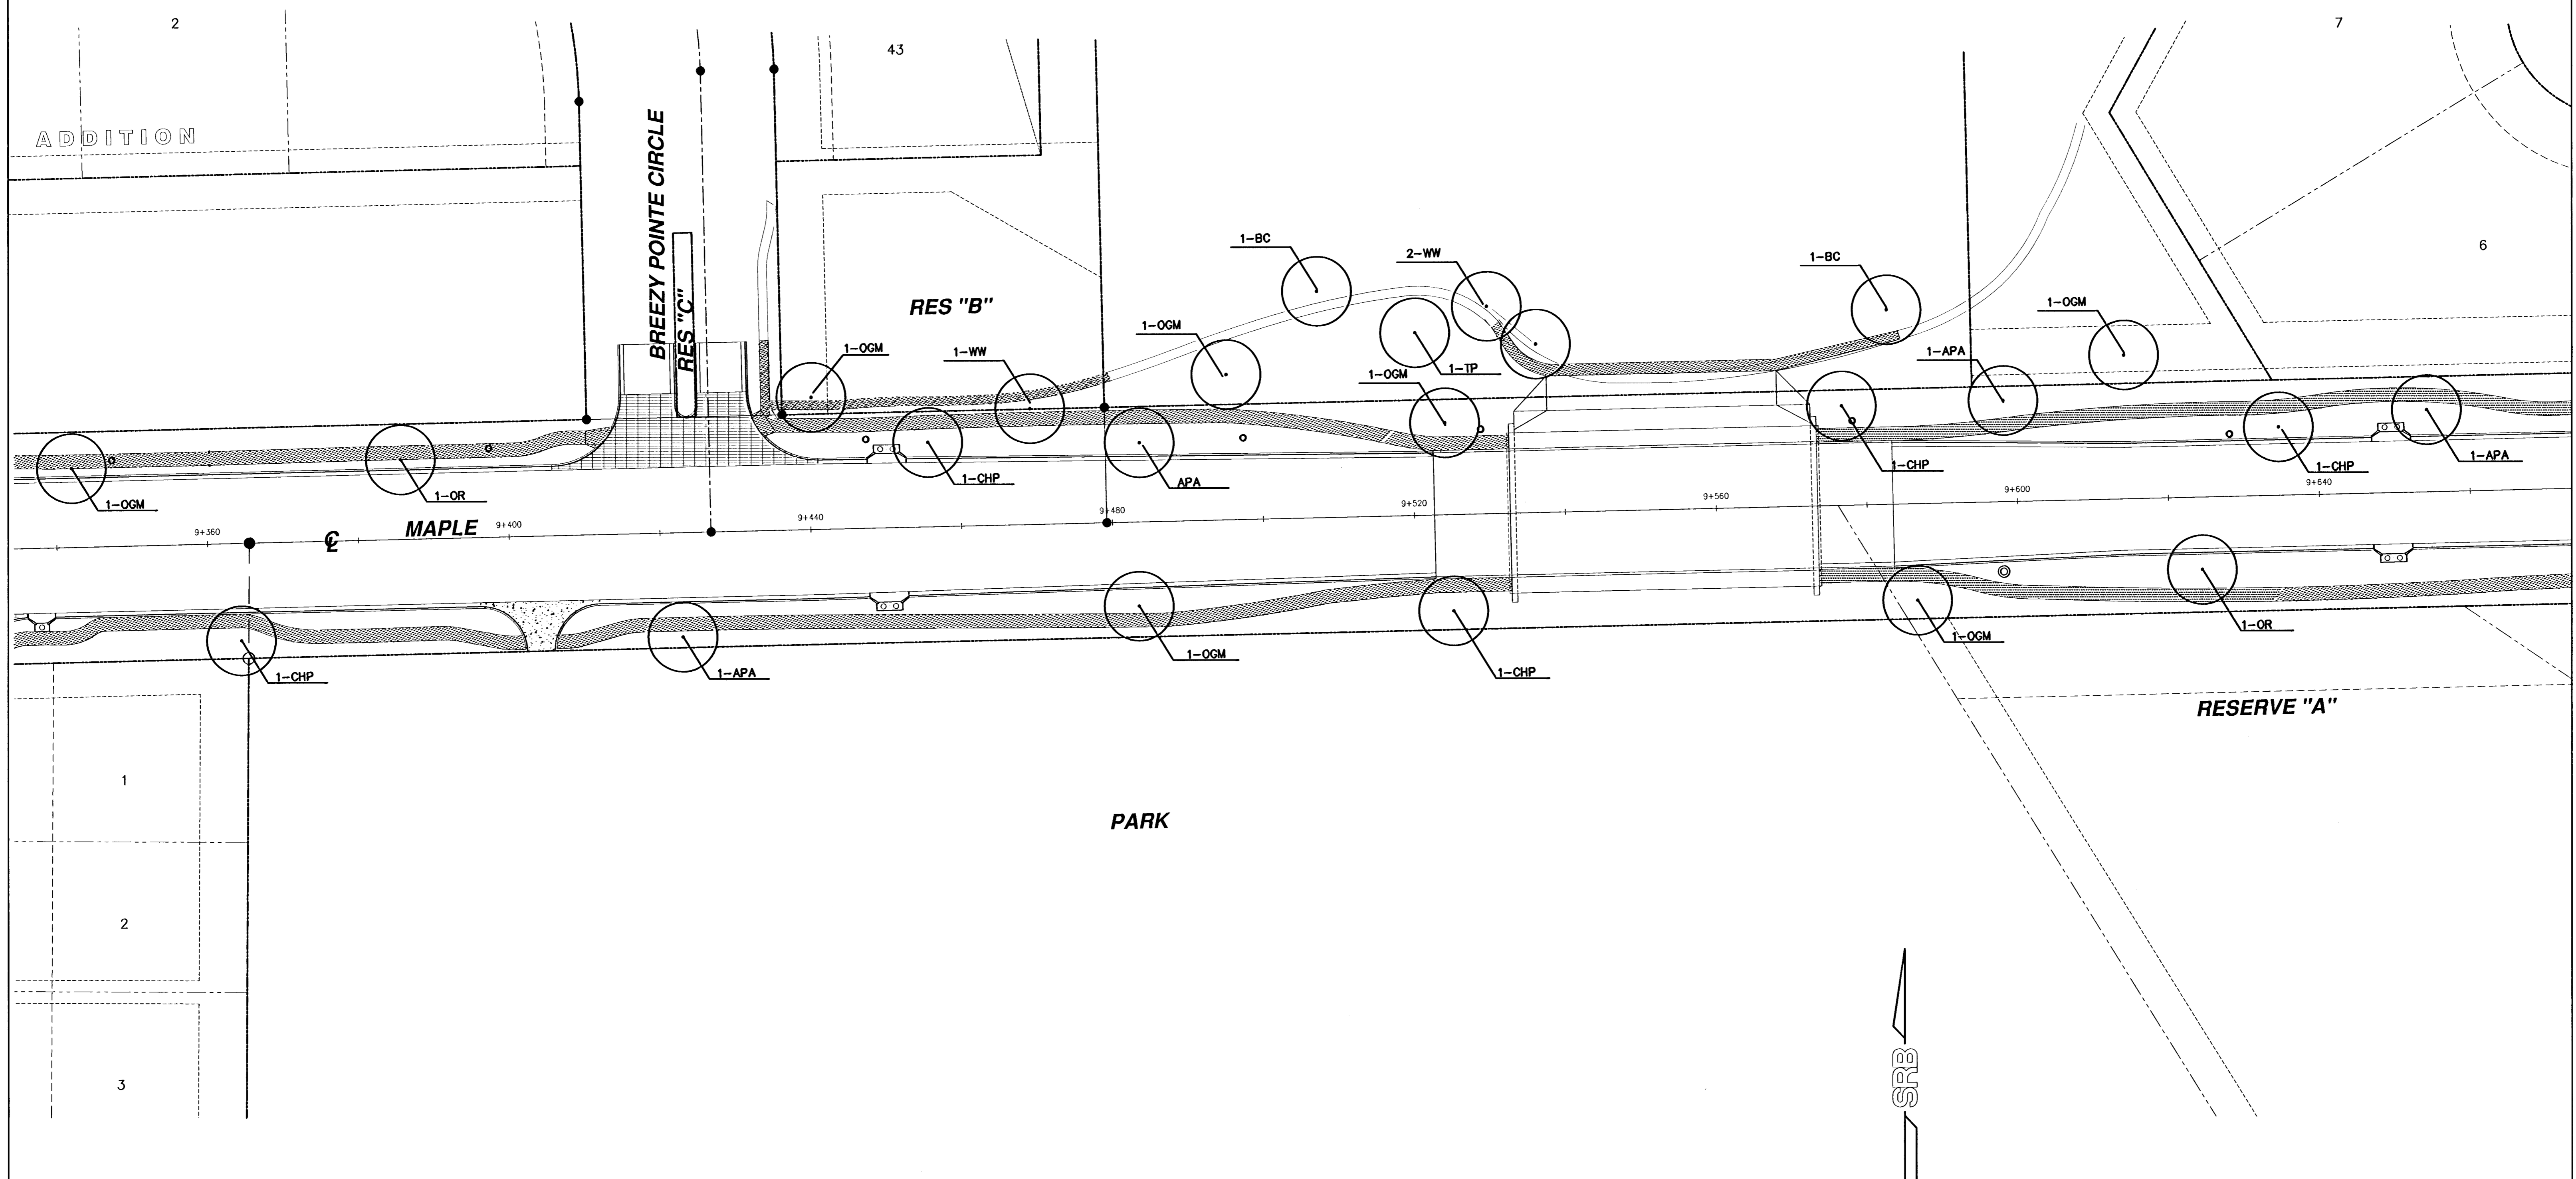 2
43
7
ADDITION
BREEZY POINTE CIRCLE
RES "C"
6
1-BC
2-WW
1-BC
RES "B"
1-OGM
1-OGM
1-OGM
1-WW
1-TP
1-APA
1-OGM
1-OGM
1-OR
1-CHP
APA
1-CHP
1-CHP
1-APA
9+360
MAPLE
9+400
9+440
9+480
9+520
9+560
9+600
9+640
1-CHP
1-APA
1-OGM
1-CHP
1-OGM
1-OR
RESERVE "A"
1
PARK
2
3
SRB